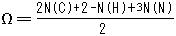 Ω = 2N(C)+2-N(H)+3N(N)
2